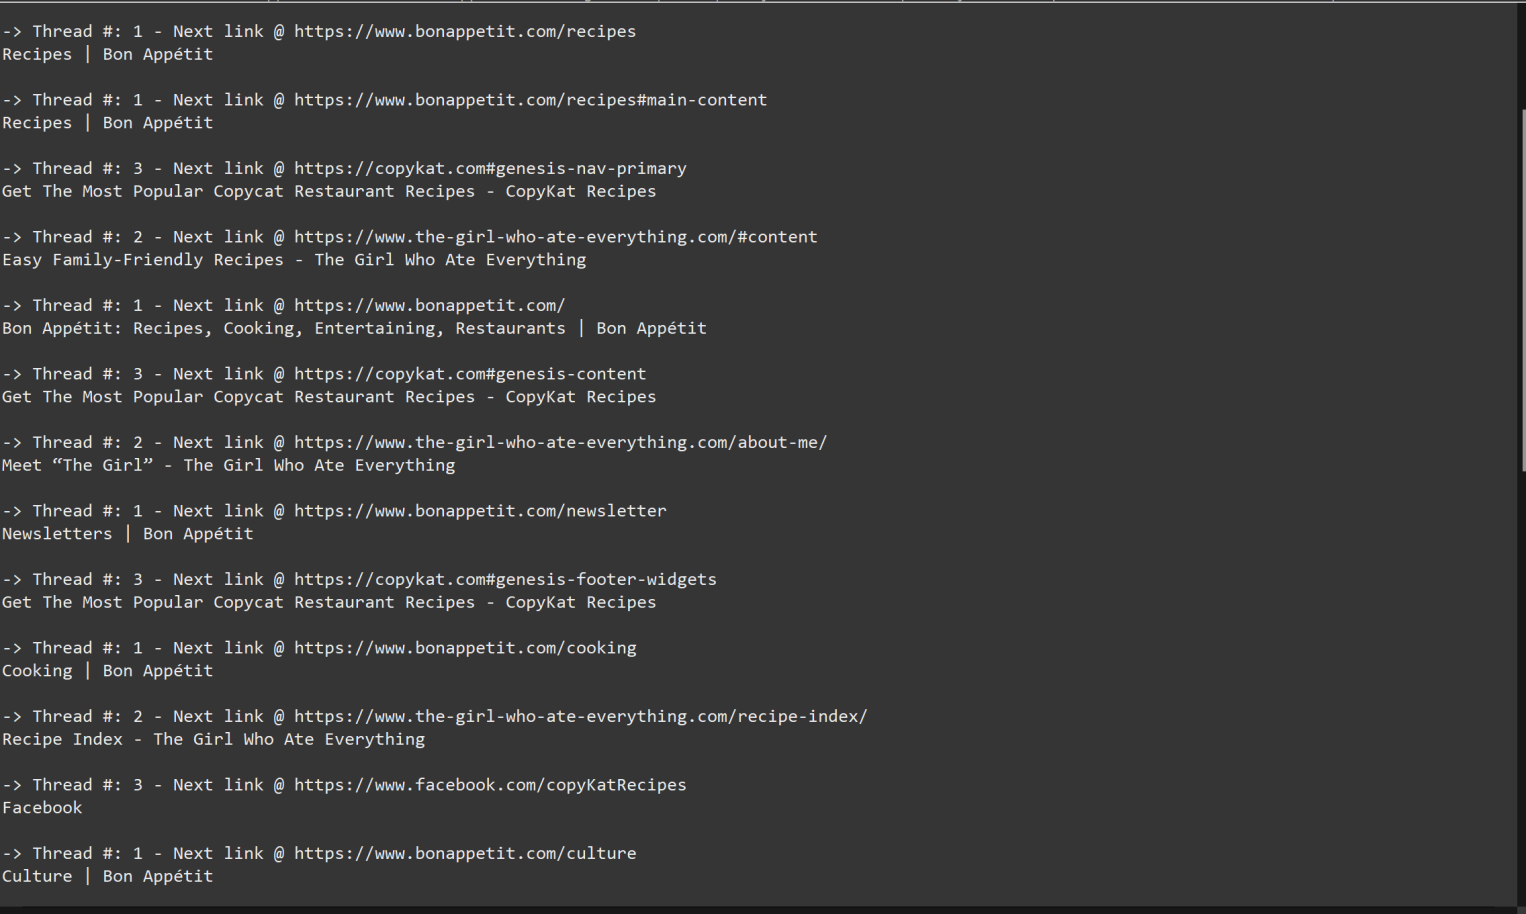 -> Thread #: 1 - Next link @ https://www.bonappetit.com/recipes
Recipes | Bon Appétit
-> Thread #: 1 - Next link @ https://www.bonappetit.com/recipes#main-content
Recipes | Bon Appétit
-> Thread #: 3 - Next link @ https://copykat.com#genesis-nav-primary
Get The Most Popular Copycat Restaurant Recipes - CopyKat Recipes
-> Thread #: 2 - Next link @ https://www.the-girl-who-ate-everything.com/#content
Easy Family-Friendly Recipes - The Girl Who Ate Everything
-> Thread #: 1 - Next link @ https://www.bonappetit.com/
Bon Appétit: Recipes, Cooking, Entertaining, Restaurants | Bon Appétit
-> Thread #: 3 - Next link @ https://copykat.com#genesis-content
Get The Most Popular Copycat Restaurant Recipes - CopyKat Recipes
-> Thread #: 2 - Next link @ https://www.the-girl-who-ate-everything.com/about-me/
Meet “The Girl” - The Girl Who Ate Everything
-> Thread #: 1 - Next link @ https://www.bonappetit.com/newsletter
Newsletters | Bon Appétit
-> Thread #: 3 - Next link @ https://copykat.com#genesis-footer-widgets
Get The Most Popular Copycat Restaurant Recipes - CopyKat Recipes
-> Thread #: 1 - Next link @ https://www.bonappetit.com/cooking
Cooking | Bon Appétit
-> Thread #: 2 - Next link @ https://www.the-girl-who-ate-everything.com/recipe-index/
Recipe Index - The Girl Who Ate Everything
-> Thread #: 3 - Next link @ https://www.facebook.com/copyKatRecipes
Facebook
-> Thread #: 1 - Next link @ https://www.bonappetit.com/culture
Culture | Bon Appétit